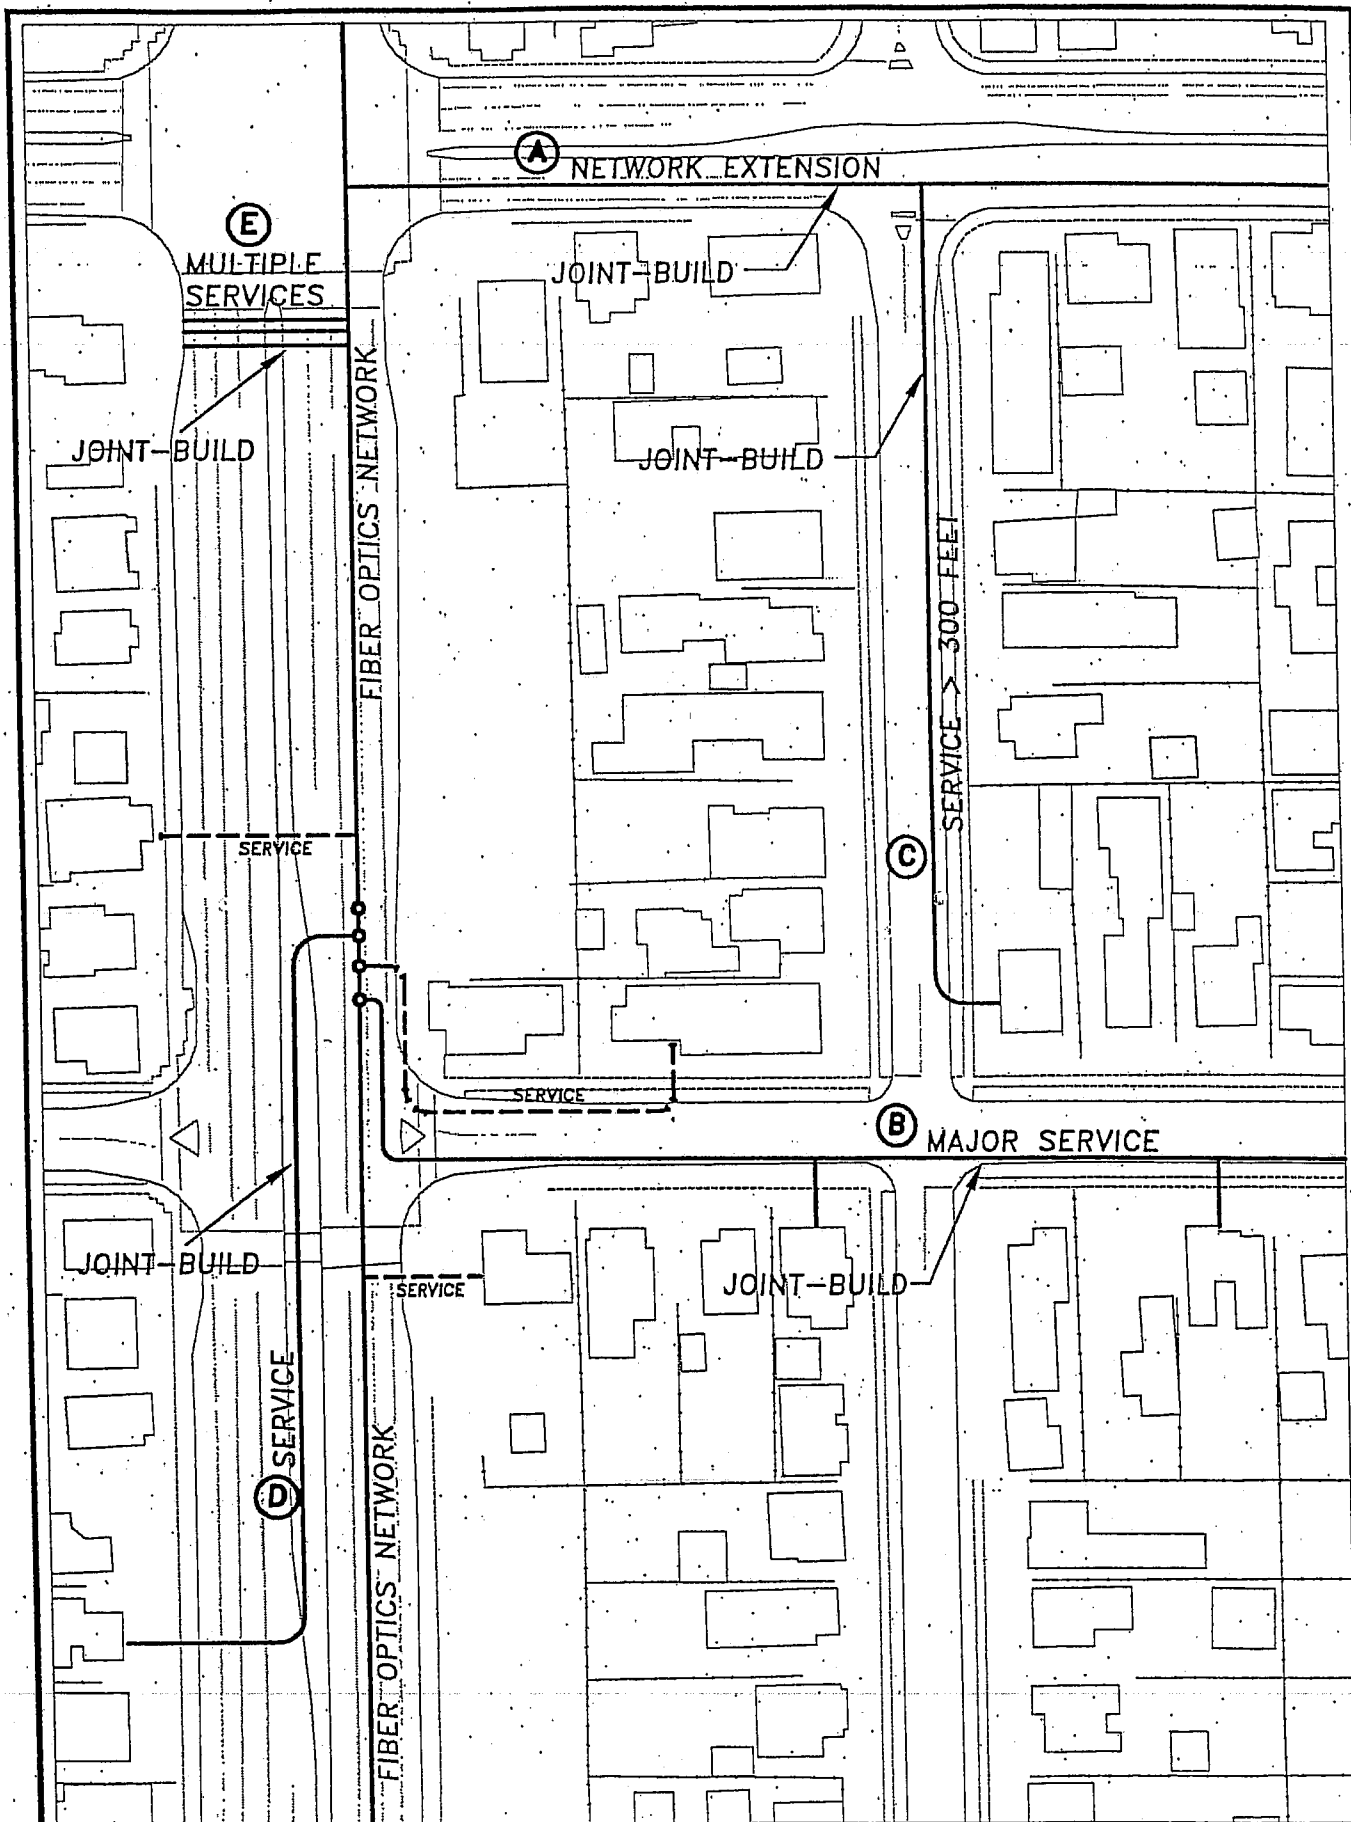 A
NETWORK EXTENSION
E
MULTIPLE
SERVICES
JOINT-BUILD
JOINT-BUILD
JOINT-BUILD
FIBER OPTICS NETWORK
SERVICE > 300 FEET
SERVICE
C
SERVICE
B
MAJOR SERVICE
JOINT-BUILD
SERVICE
JOINT-BUILD
SERVICE
D
FIBER OPTICS NETWORK